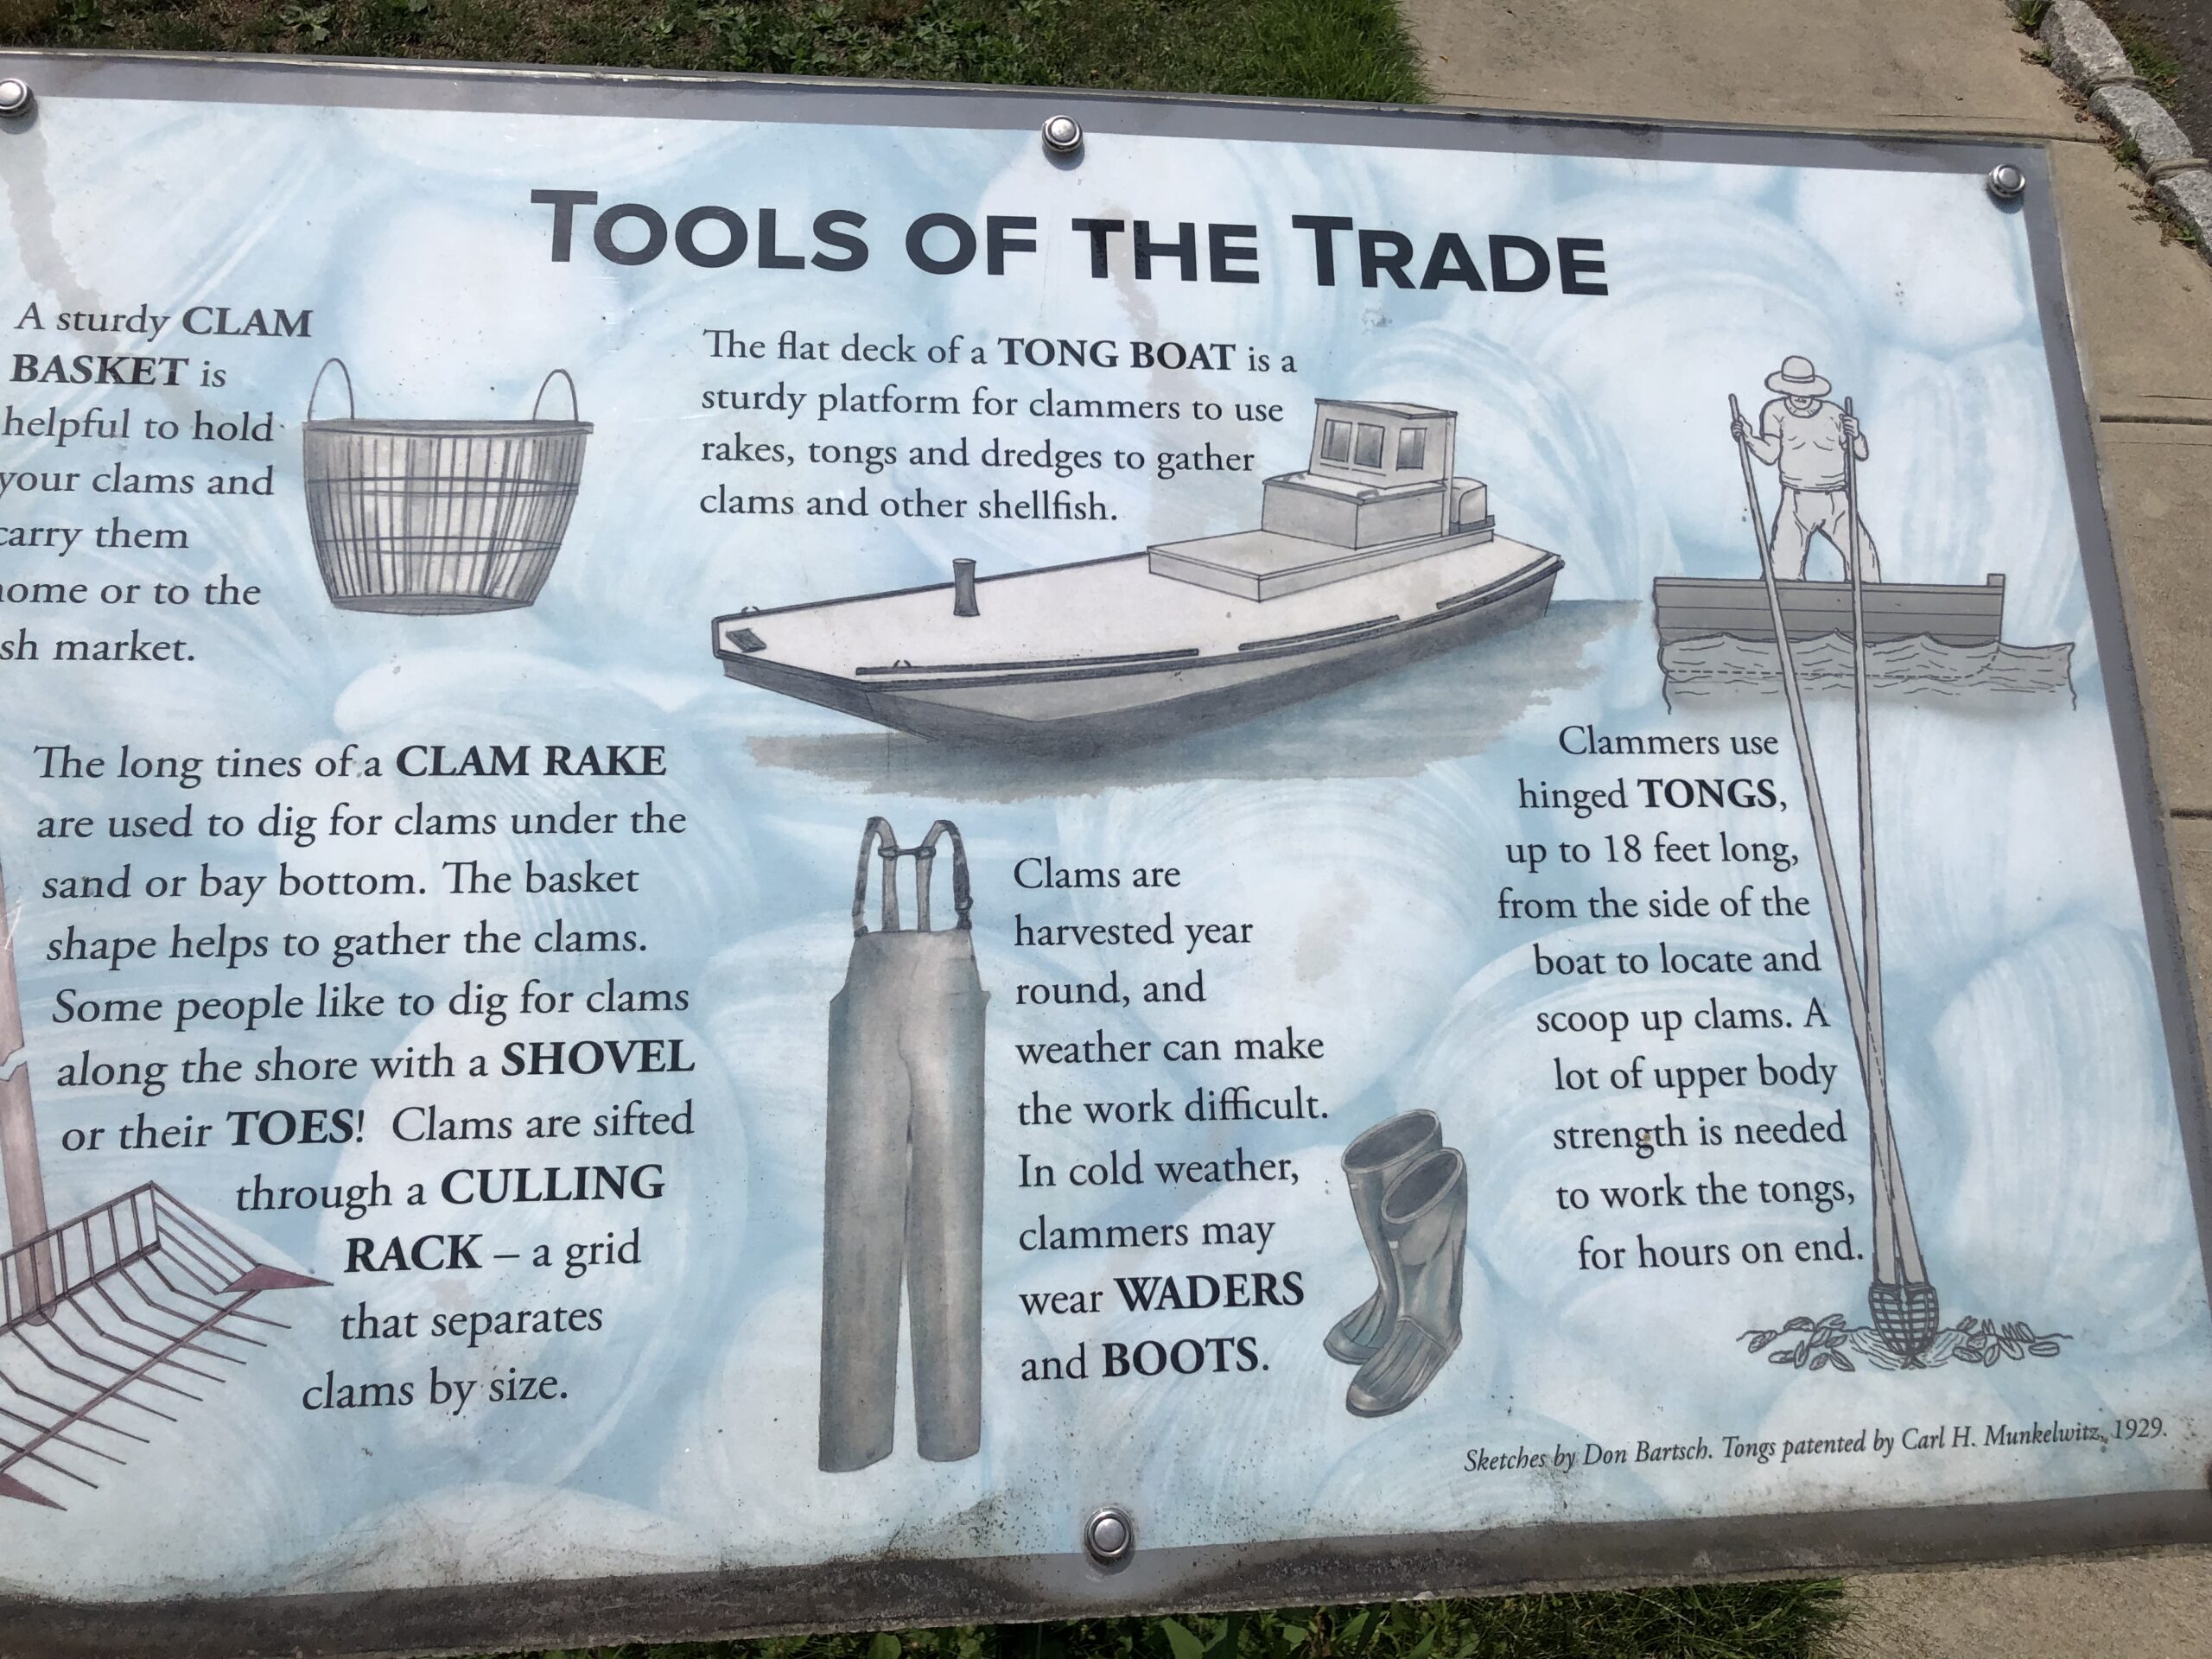 TOOLS OF THE TRADE
A sturdy CLAM
BASKET is
helpful to hold
your clams and
carry them
home or to the
market.
The flat deck of a TONG BOAT is a
sturdy platform for clammers to use
rakes, tongs and dredges to gather
clams and other shellfish.
The long tines of a CLAM RAKE
are used to dig for clams under the
sand or bay bottom. The basket
shape helps to gather the clams.
Some people like to dig for clams
along the shore with a SHOVEL
or their TOES! Clams are sifted
through a CULLING
RACK – a grid
that separates
clams by size.
Clams are
harvested year
round, and
weather can make
the work difficult.
In cold weather,
clammers may
wear WADERS
and BOOTS.
Clammers use
hinged TONGS,
up to 18 feet long,
from the side of the
boat to locate and
scoop up clams. A
lot of upper body
strength is needed
to work the tongs,
for hours on end.
Sketches by Don Bartsch. Tongs patented by Carl H. Munkelwitz, 1929.